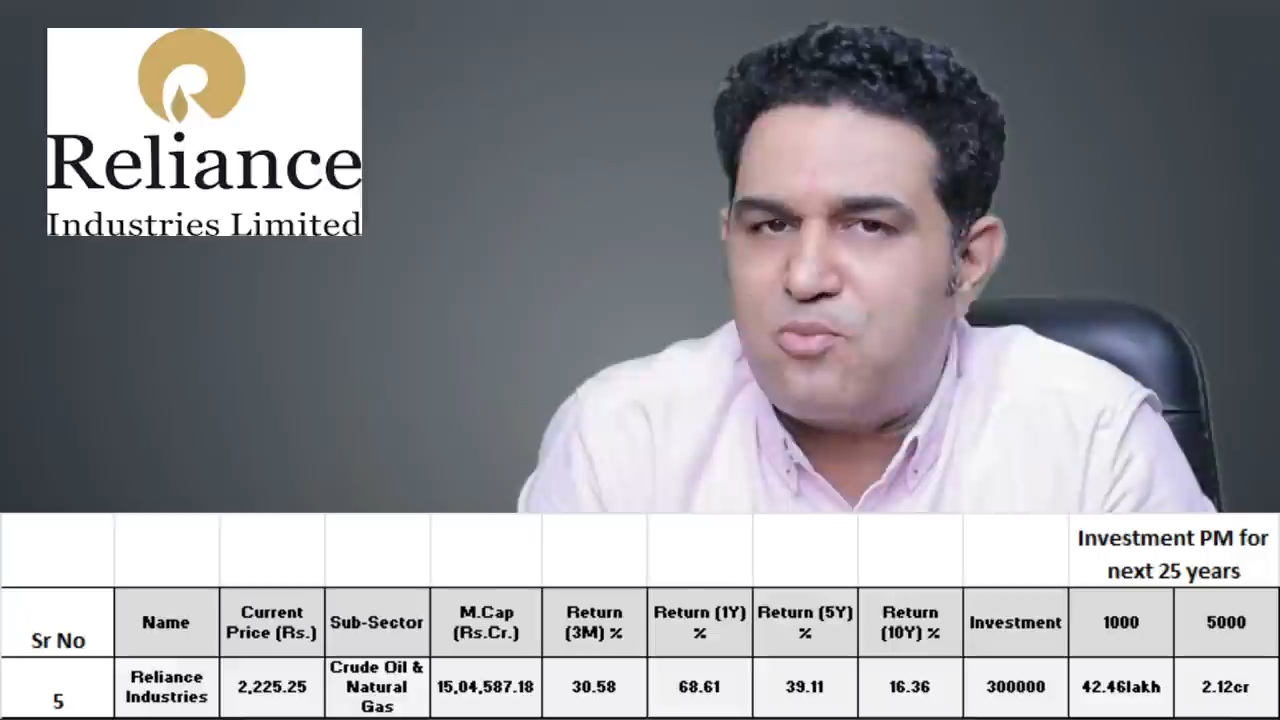 Reliance
Industries Limited
Investment PM for
next 25 years
Sr No
Name
Current
Price (Rs.)
Sub-Sector
M.Cap
(Rs.Cr.)
Return
(3M) %
Return (1Y)
%
Return (5Y)
%
Return
(10Y) %
Investment
1000
5000
5
Reliance
Industries
2,225.25
Crude Oil &
Natural
Gas
15,04,587.18
30.58
68.61
39.11
16.36
300000
42.46lakh
2.12cr